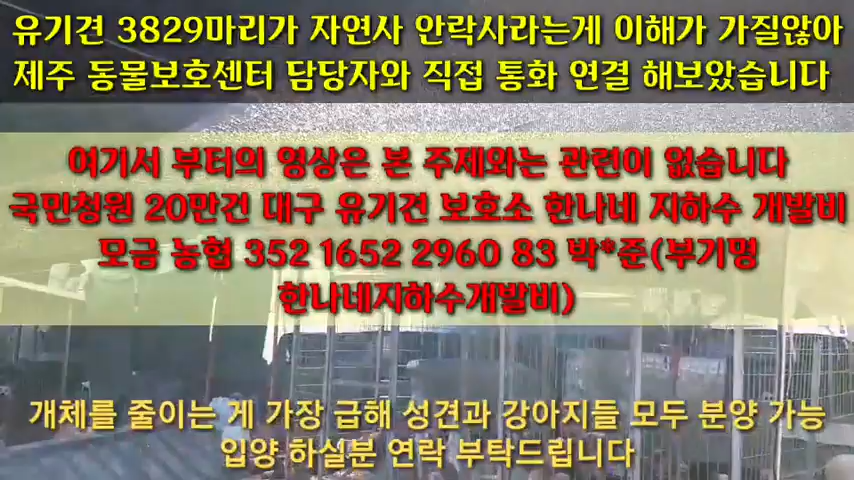 유기견 3829마리가 자연사 안락사라는게 이해가 가질않아
제주 동물보호센터 담당자와 직접 통화 연결 해보았습니다
여기서 부터의 영상은 본 주제와는 관련이 없습니다
국민청원 20만건 대구 유기견 보호소 한나네 지하수 개발비
모금 농협 352 1652 2960 83 박*준(부기명
한나네지하수개발비)
개체를 줄이는 게 가장 급해 성견과 강아지들 모두 분양 가능
입양 하실분 연락 부탁드립니다